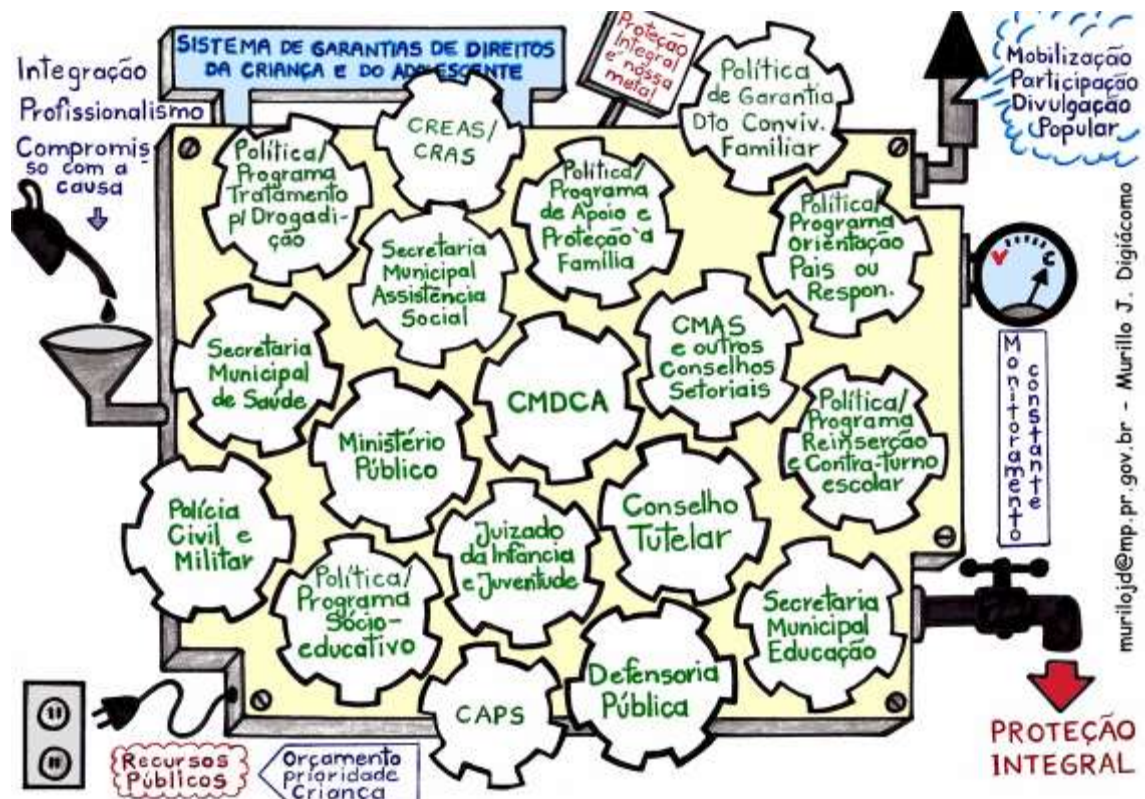 SISTEMA DE GARANTIAS DE DIREITOS
DA CRIANÇA E DO ADOLESCENTE
Integração
Profissionalismo
Compromis
so com a
causa
Proteção
Integral
é nossa
meta!
Mobilização
Participação
Divulgação
Popular
CREAS/
CRAS
Política
de Garantia
Dto Conviv.
Familiar
Política/
Programa
Tratamento
p/ Drogadi-
ção
Política/
Programa
de Apoio e
Proteção à
Família
Política/
Programa
Orientação
Pais ou
Respon.
Secretaria
Municipal
Assistência
Social
Secretaria
Municipal
de Saúde
CMDCA
CMAS
e outros
Conselhos
Setoriais
Ministério
Público
Política/
Programa
Reinserção
e Contra-turno
escolar
Polícia
Civil e
Militar
Juizado
da Infância
e Juventude
Conselho
Tutelar
Política/
Programa
Sócio-
educativo
Secretaria
Municipal
Educação
CAPS
Defensoria
Pública
V
C
Monitoramento
constante
murilojd@mp.pr.gov.br - Murillo J. Digiácomo
Recursos
Públicos
Orçamento
prioridade
Criança
PROTEÇÃO
INTEGRAL